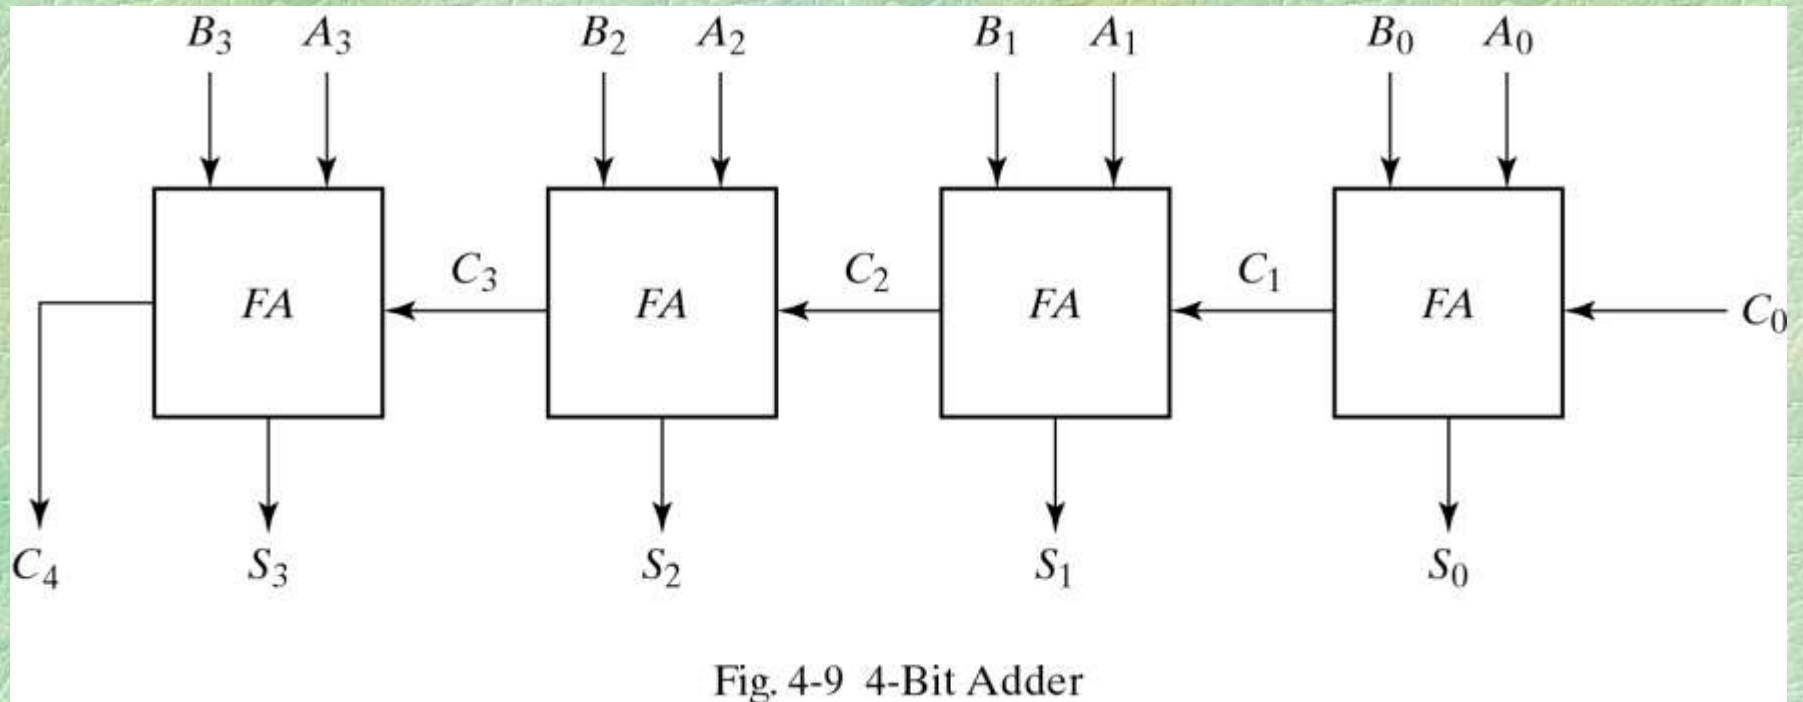 B₃ A₃ B₂ A₂ B₁ A₁ B₀ A₀
C₃ C₂ C₁
FA FA FA FA C₀
C₄ S₃ S₂ S₁ S₀
Fig. 4-9 4-Bit Adder